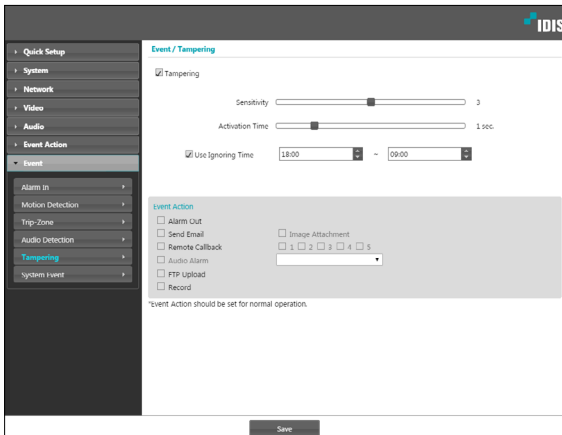 IDIS
Quick Setup
System
Network
Video
Audio
Event Action
Event
Alarm In
Motion Detection
Trip-Zone
Audio Detection
Tampering
System Event
Event / Tampering
Tampering
Sensitivity 3
Activation Time 1 sec.
Use Ignoring Time 18:00 ~ 09:00
Event Action
Alarm Out
Send Email Image Attachment
Remote Callback 1 2 3 4 5
Audio Alarm
FTP Upload
Record
*Event Action should be set for normal operation.
Save